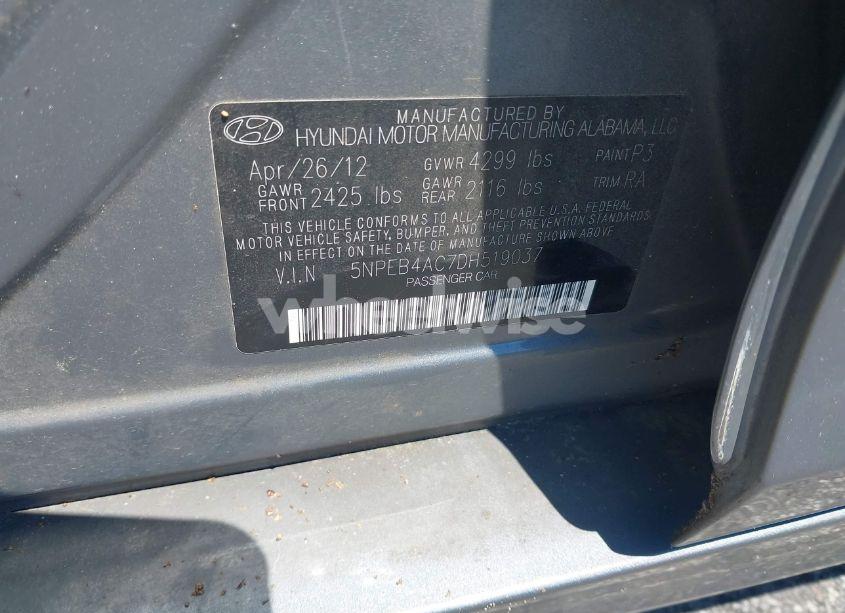 MANUFACTURED BY
HYUNDAI MOTOR MANUFACTURING ALABAMA, LLC
Apr/26/12 GVWR 4299 lbs PAINT P3
GAWR FRONT 2425 lbs GAWR REAR 2116 lbs TRIM RA
THIS VEHICLE CONFORMS TO ALL APPLICABLE U.S.A. FEDERAL
MOTOR VEHICLE SAFETY, BUMPER, AND THEFT PREVENTION STANDARDS
IN EFFECT ON THE DATE OF MANUFACTURE SHOWN ABOVE
V.I.N 5NPEB4AC7DH519037
PASSENGER CAR
wheelwise